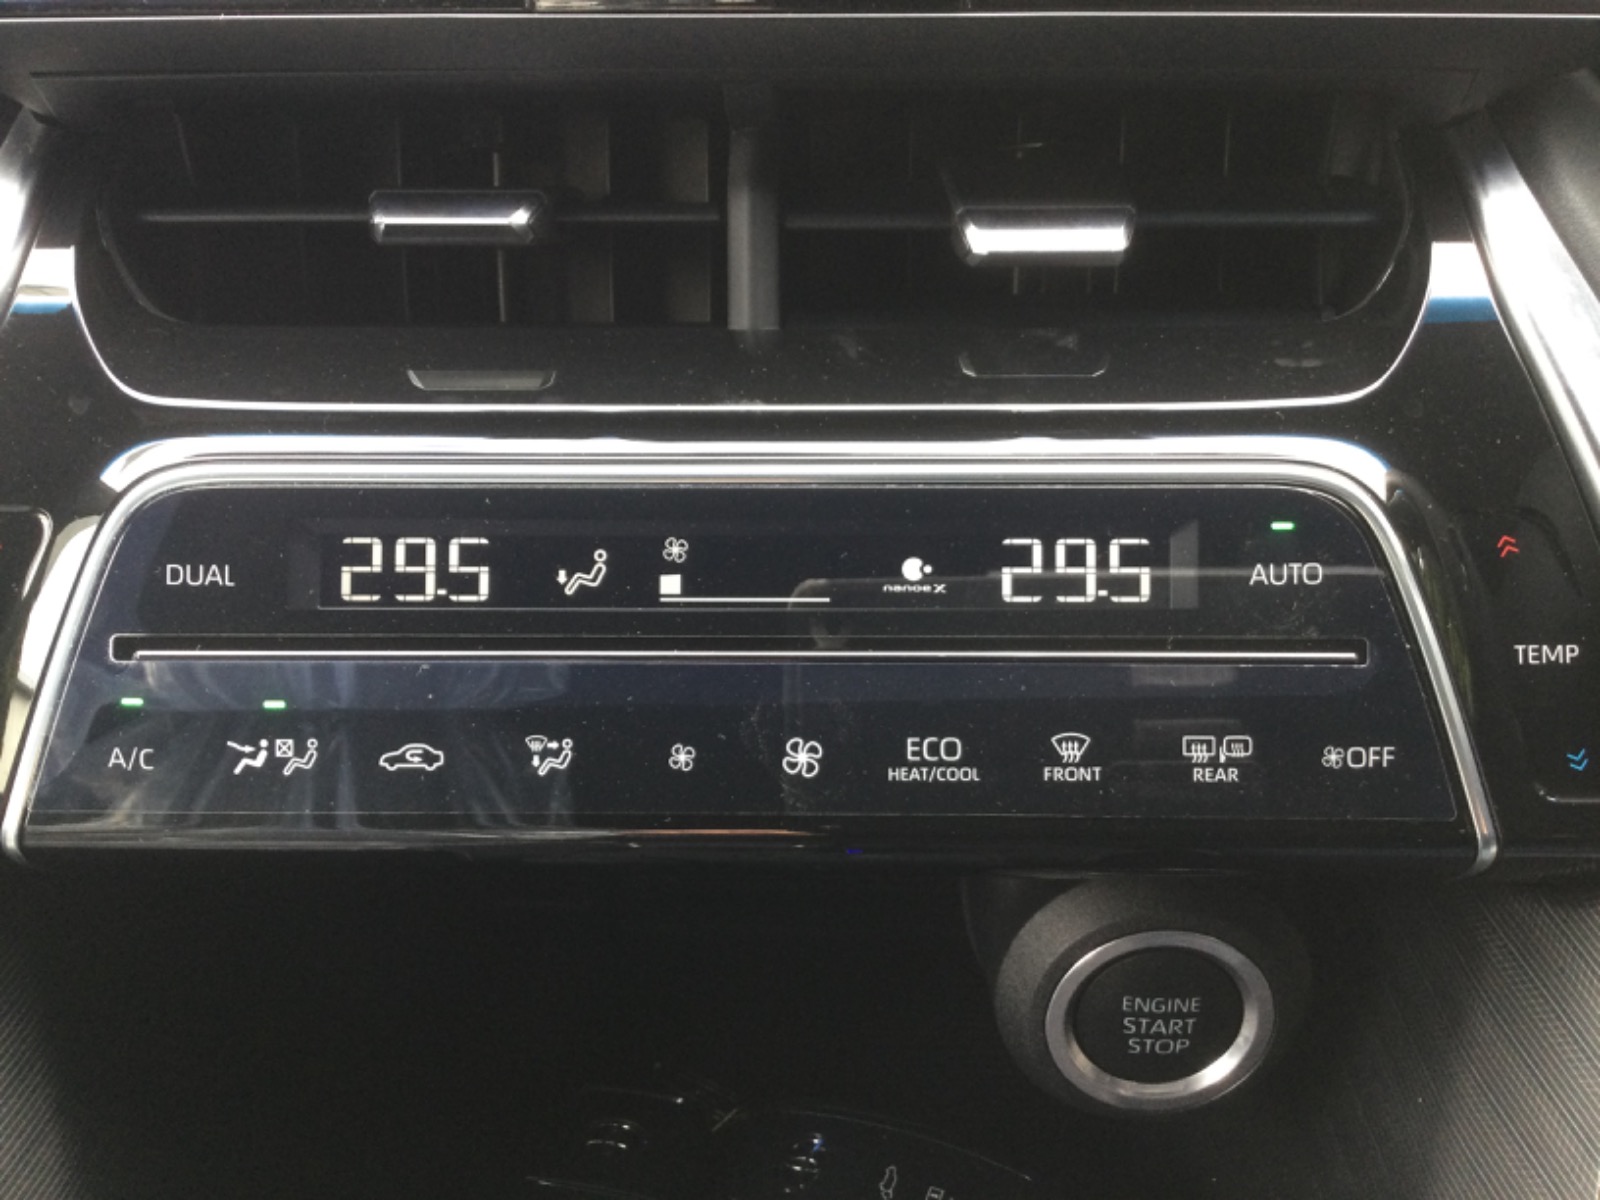 DUAL 29.5 nanoe X 29.5 AUTO
TEMP
A/C ECO HEAT/COOL FRONT REAR OFF
ENGINE
START
STOP